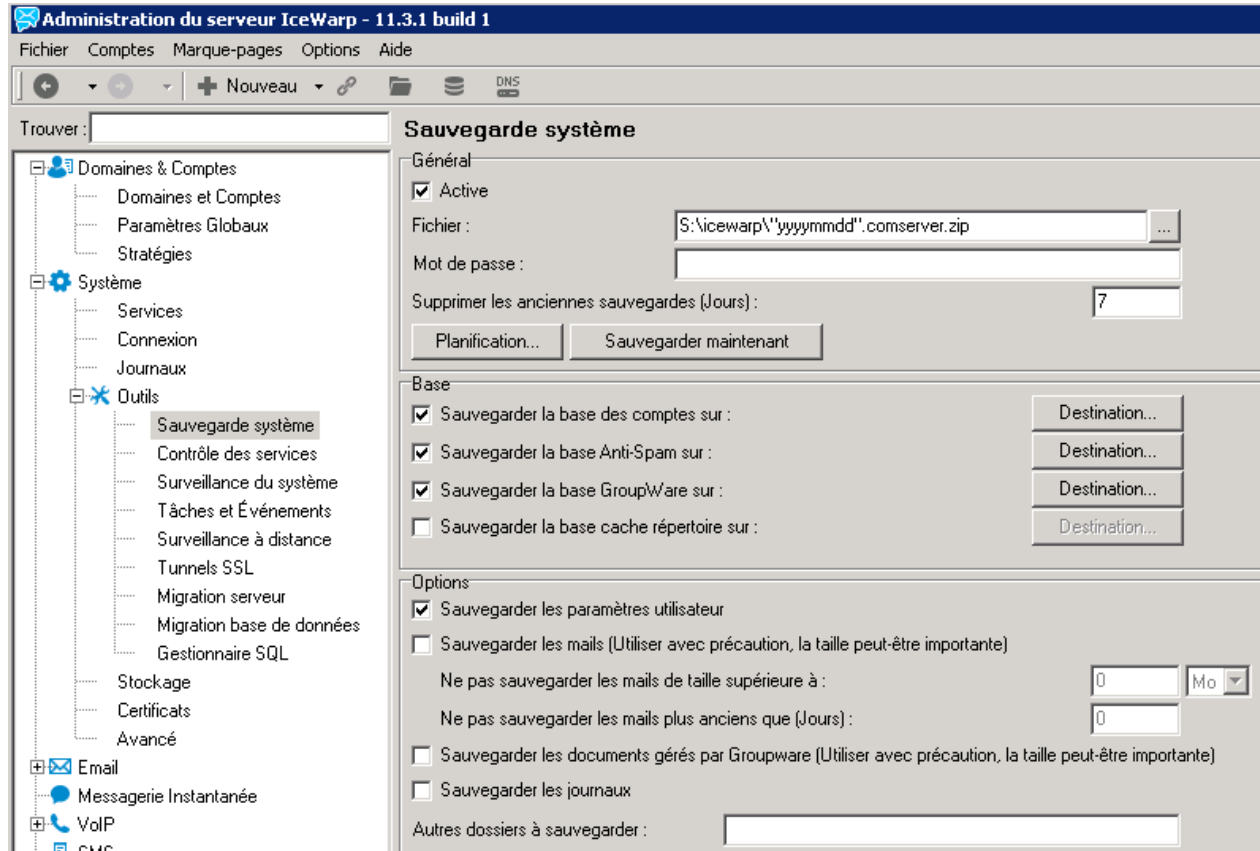 Administration du serveur IceWarp - 11.3.1 build 1
Fichier Comptes Marque-pages Options Aide
Nouveau DNS
Trouver :
Domaines & Comptes
Domaines et Comptes
Paramètres Globaux
Stratégies
Système
Services
Connexion
Journaux
Outils
Sauvegarde système
Contrôle des services
Surveillance du système
Tâches et Événements
Surveillance à distance
Tunnels SSL
Migration serveur
Migration base de données
Gestionnaire SQL
Stockage
Certificats
Avancé
Email
Messagerie Instantanée
VoIP
SMS
Sauvegarde système
Général
Active
Fichier : S:\icewarp\"yyyymmdd".comserver.zip ...
Mot de passe :
Supprimer les anciennes sauvegardes (Jours) : 7
Planification... Sauvegarder maintenant
Base
Sauvegarder la base des comptes sur : Destination...
Sauvegarder la base Anti-Spam sur : Destination...
Sauvegarder la base GroupWare sur : Destination...
Sauvegarder la base cache répertoire sur : Destination...
Options
Sauvegarder les paramètres utilisateur
Sauvegarder les mails (Utiliser avec précaution, la taille peut-être importante)
Ne pas sauvegarder les mails de taille supérieure à : 0 Mo
Ne pas sauvegarder les mails plus anciens que (Jours) : 0
Sauvegarder les documents gérés par Groupware (Utiliser avec précaution, la taille peut-être importante)
Sauvegarder les journaux
Autres dossiers à sauvegarder :